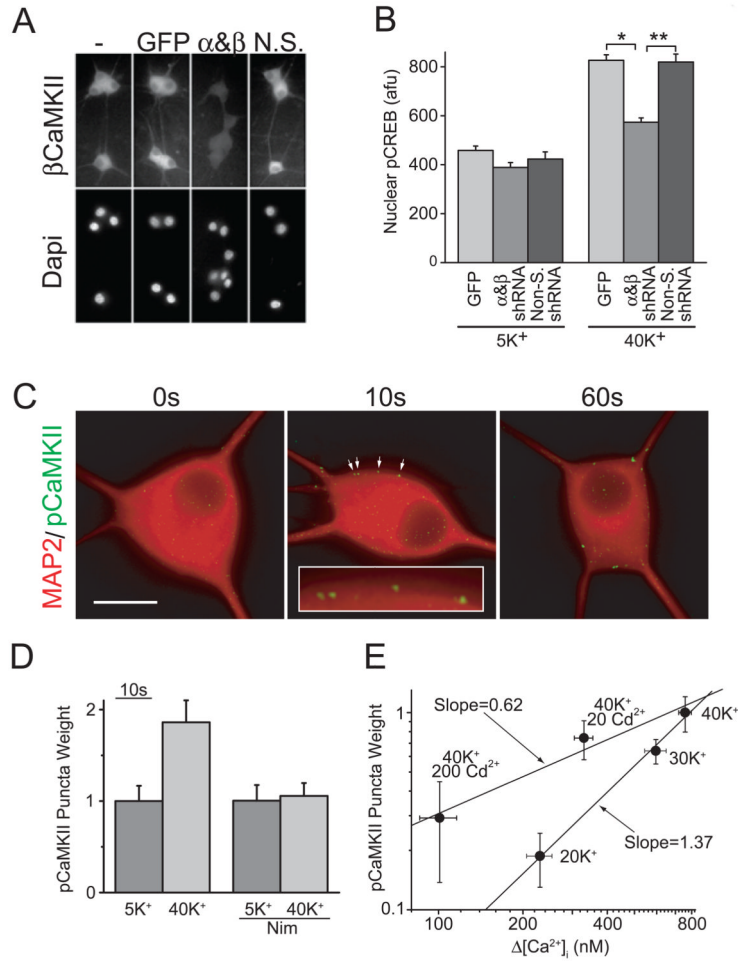 A
- GFP α&β N.S.
βCaMKII
Dapi
B
Nuclear pCREB (afu)
800
600
400
200
0
* **
GFP
α&β shRNA
Non-S. shRNA
GFP
α&β shRNA
Non-S. shRNA
5K⁺ 40K⁺
C
0s 10s 60s
MAP2/pCaMKII
D
pCaMKII Puncta Weight
10s
2
1
0
5K⁺ 40K⁺ 5K⁺ 40K⁺
Nim
E
pCaMKII Puncta Weight
1
0.1
Slope=0.62
40K⁺
20 Cd²⁺
40K⁺
40K⁺
200 Cd²⁺
30K⁺
20K⁺
Slope=1.37
100 200 400 800
Δ[Ca²⁺]ᵢ (nM)